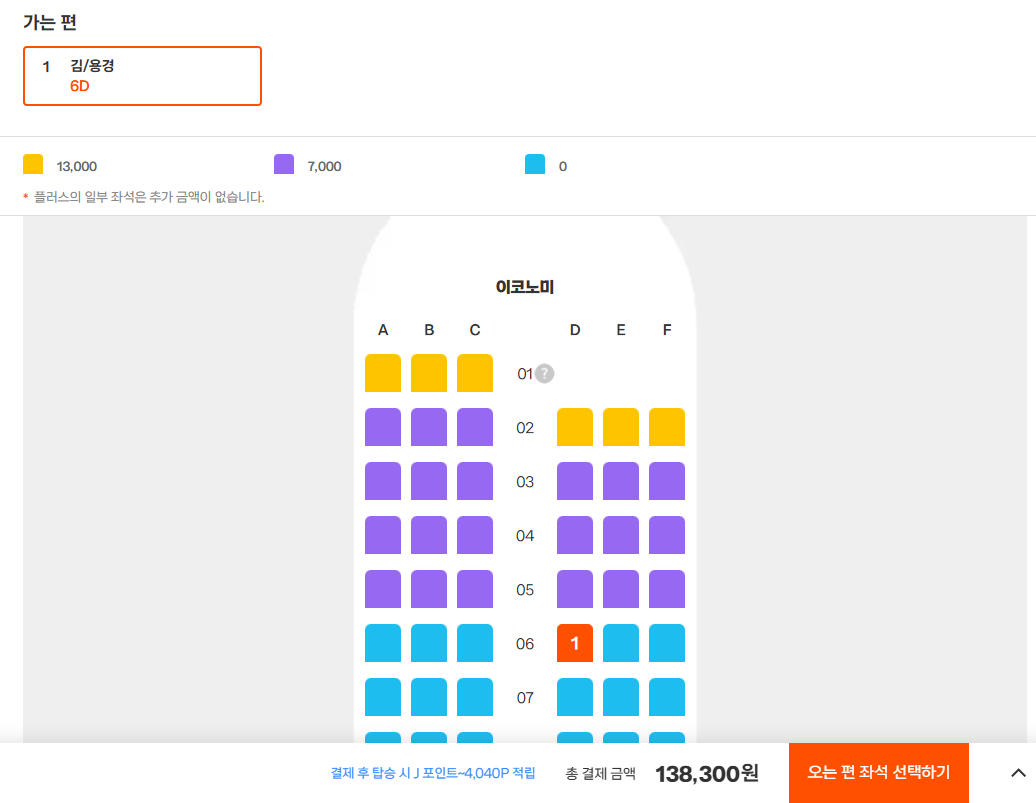 가는 편
1 김/용경
6D
13,000 7,000 0
* 플러스의 일부 좌석은 추가 금액이 없습니다.
이코노미
A B C D E F
01 ?
02
03
04
05
06 1
07
결제 후 탑승 시 J 포인트~4,040P 적립 총 결제 금액 138,300원 오는 편 좌석 선택하기